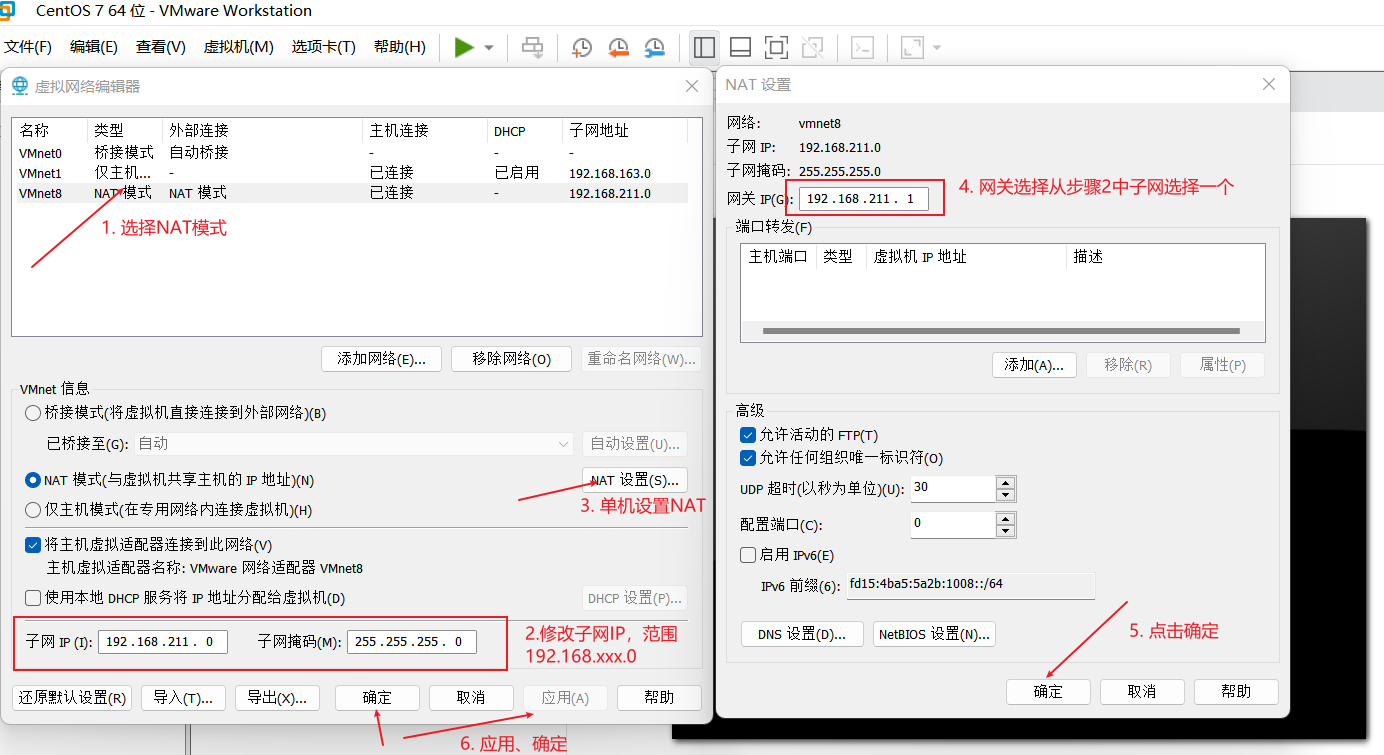 CentOS 7 64 位 - VMware Workstation
文件(F) 编辑(E) 查看(V) 虚拟机(M) 选项卡(T) 帮助(H)
虚拟网络编辑器
名称 类型 外部连接 主机连接 DHCP 子网地址
VMnet0 桥接模式 自动桥接 - - -
VMnet1 仅主机... - 已连接 已启用 192.168.163.0
VMnet8 NAT 模式 NAT 模式 已连接 - 192.168.211.0
1. 选择NAT模式
添加网络(E)... 移除网络(O) 重命名网络(W)...
VMnet 信息
桥接模式(将虚拟机直接连接到外部网络)(B)
已桥接至(G): 自动 自动设置(U)...
NAT 模式(与虚拟机共享主机的 IP 地址)(N) NAT 设置(S)...
3. 单机设置NAT
仅主机模式(在专用网络内连接虚拟机)(H)
将主机虚拟适配器连接到此网络(V)
主机虚拟适配器名称: VMware 网络适配器 VMnet8
使用本地 DHCP 服务将 IP 地址分配给虚拟机(D) DHCP 设置(P)...
子网 IP (I): 192.168.211. 0 子网掩码(M): 255.255.255. 0
2.修改子网IP，范围
192.168.xxx.0
还原默认设置(R) 导入(T)... 导出(X)... 确定 取消 应用(A) 帮助
6. 应用、确定
NAT 设置
网络: vmnet8
子网 IP: 192.168.211.0
子网掩码: 255.255.255.0
网关 IP(G): 192.168.211. 1
4. 网关选择从步骤2中子网选择一个
端口转发(F)
主机端口 类型 虚拟机 IP 地址 描述
添加(A)... 移除(R) 属性(P)
高级
允许活动的 FTP(T)
允许任何组织唯一标识符(O)
UDP 超时(以秒为单位)(U): 30
配置端口(C): 0
启用 IPv6(E)
IPv6 前缀(6): fd15:4ba5:5a2b:1008::/64
DNS 设置(D)... NetBIOS 设置(N)...
5. 点击确定
确定 取消 帮助